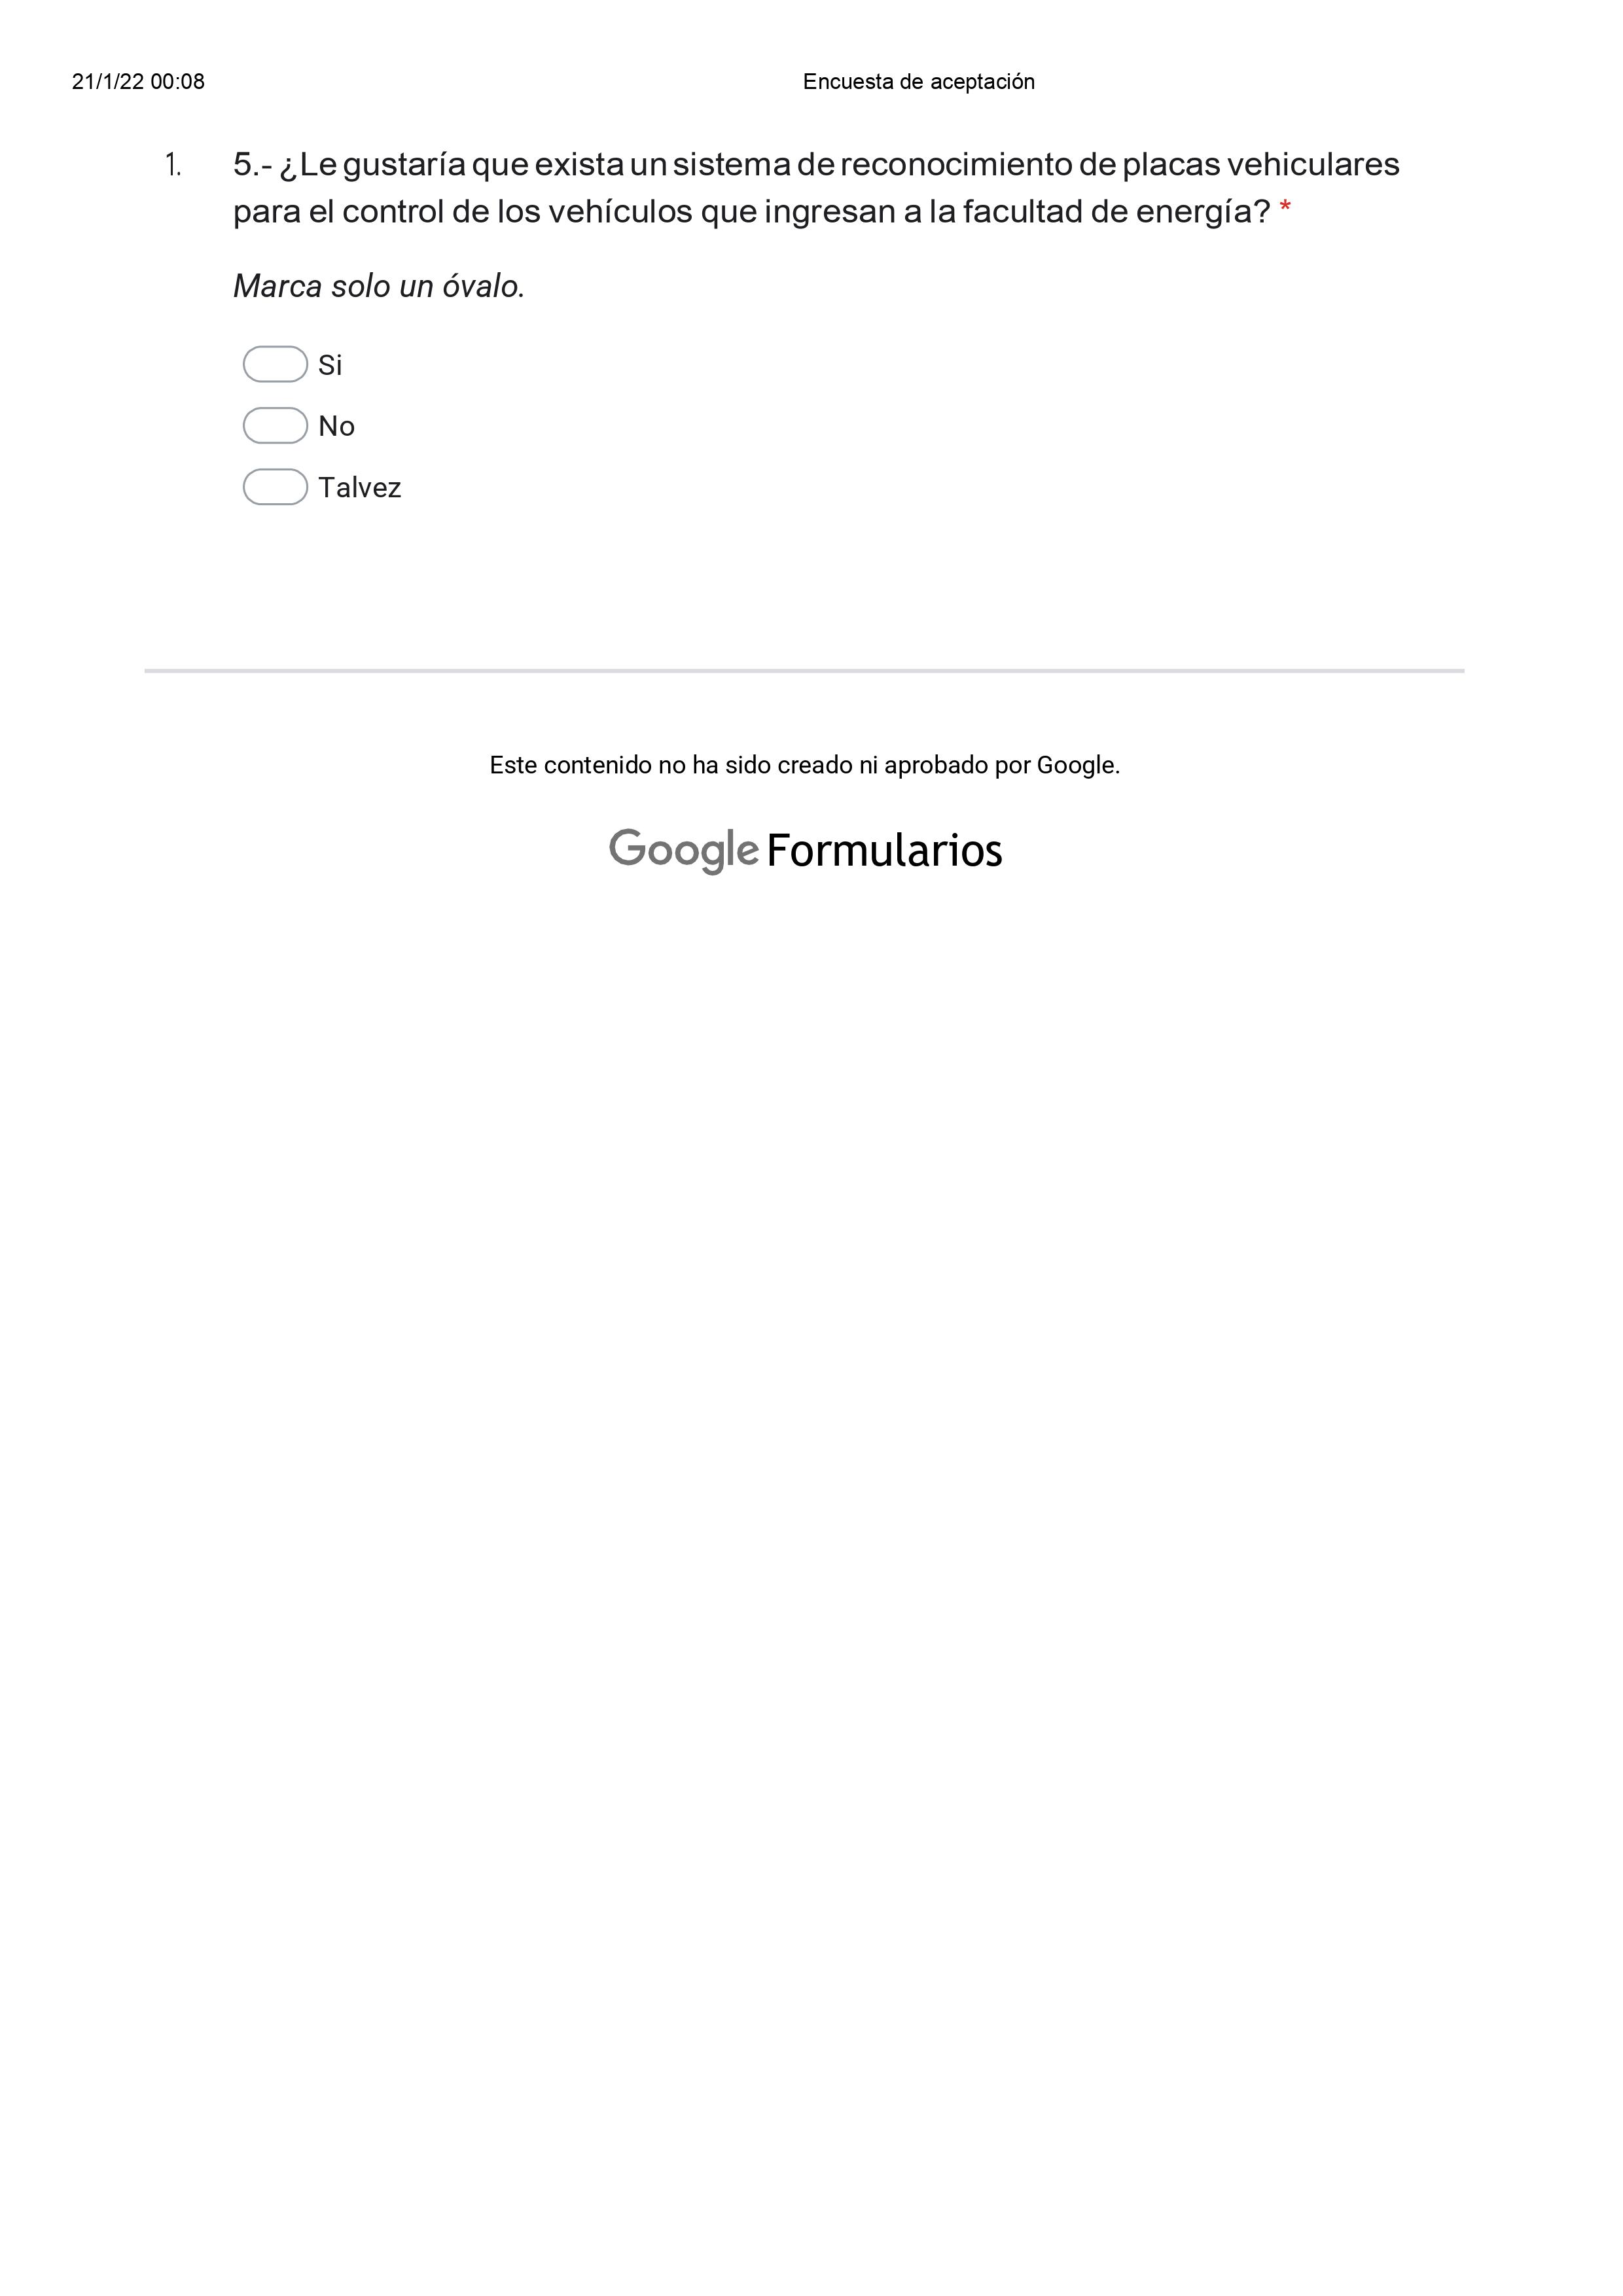 21/1/22 00:08 Encuesta de aceptación
1. 5.- ¿Le gustaría que exista un sistema de reconocimiento de placas vehiculares
para el control de los vehículos que ingresan a la facultad de energía? *
Marca solo un óvalo.
Si
No
Talvez
Este contenido no ha sido creado ni aprobado por Google.
Google Formularios